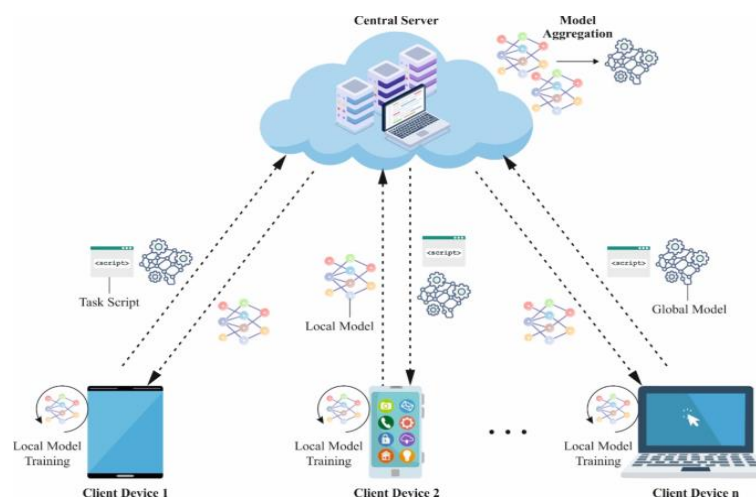 Central Server
Model
Aggregation
<script>
Task Script
Local Model
<script>
<script>
Global Model
Local Model
Training
Local Model
Training
Local Model
Training
Client Device 1
Client Device 2
Client Device n